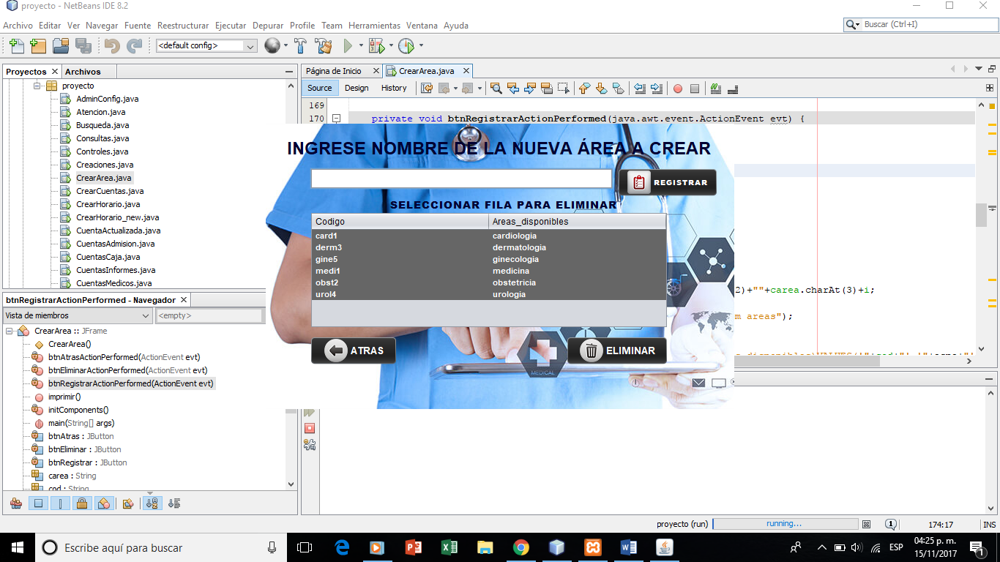 proyecto - NetBeans IDE 8.2
Archivo Editar Ver Navegar Fuente Reestructurar Ejecutar Depurar Profile Team Herramientas Ventana Ayuda
Buscar (Ctrl+I)
<default config>
Proyectos Archivos
proyecto
AdminConfig.java
Atencion.java
Busqueda.java
Consultas.java
Controles.java
Creaciones.java
CrearArea.java
CrearCuentas.java
CrearHorario.java
CrearHorario_new.java
CuentaActualizada.java
CuentasAdmision.java
CuentasCaja.java
CuentasInformes.java
CuentasMedicos.java
btnRegistrarActionPerformed - Navegador
Vista de miembros <empty>
CrearArea :: JFrame
CrearArea()
btnAtrasActionPerformed(ActionEvent evt)
btnEliminarActionPerformed(ActionEvent evt)
btnRegistrarActionPerformed(ActionEvent evt)
imprimir()
initComponents()
main(String[] args)
btnAtras : JButton
btnEliminar : JButton
btnRegistrar : JButton
carea : String
cod : String
Página de Inicio CrearArea.java
Source Design History
169
170 private void btnRegistrarActionPerformed(java.awt.event.ActionEvent evt) {
INGRESE NOMBRE DE LA NUEVA ÁREA A CREAR
REGISTRAR
SELECCIONAR FILA PARA ELIMINAR
Codigo Areas_disponibles
card1 cardiologia
derm3 dermatologia
gine5 ginecologia
medi1 medicina
obst2 obstetricia
urol4 urologia
ATRAS ELIMINAR
MEDICAL
2)+""+carea.charAt(3)+i;
m areas");
proyecto (run) running... 1 174:17 INS
Escribe aquí para buscar
ESP
04:25 p. m.
15/11/2017
1